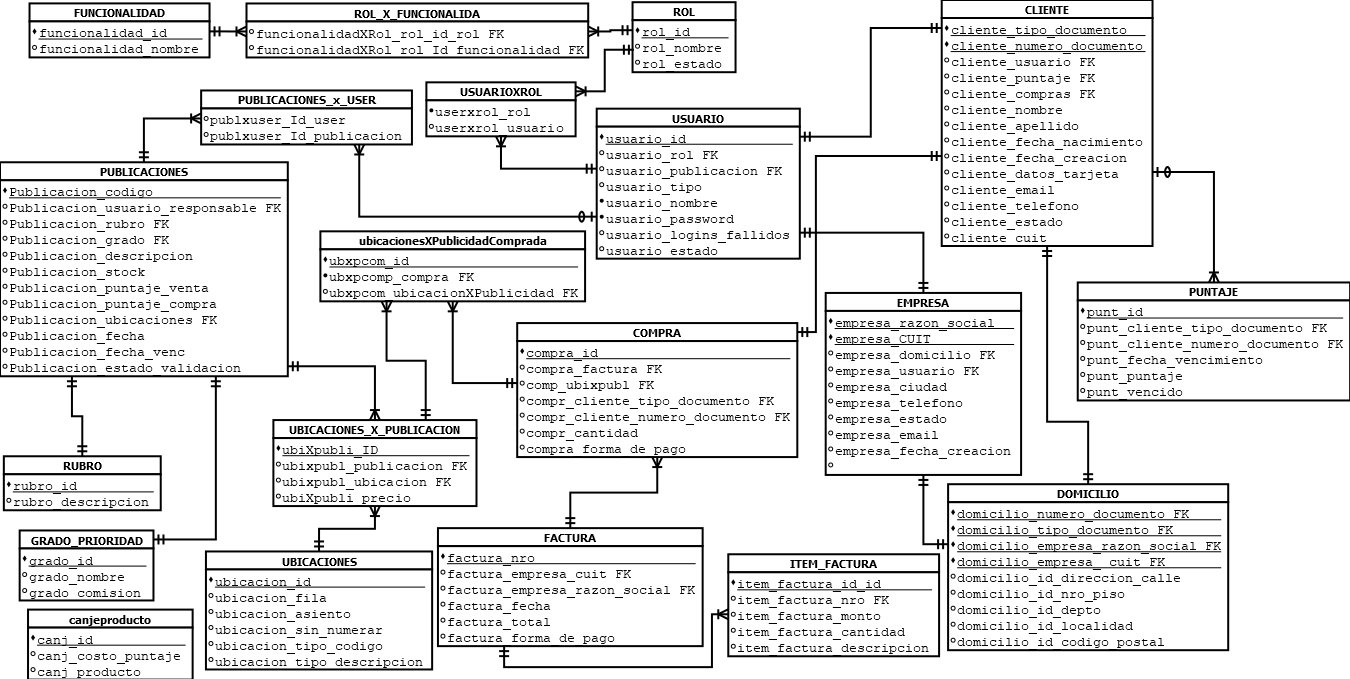 FUNCIONALIDAD
funcionalidad_id
funcionalidad_nombre
ROL_X_FUNCIONALIDA
funcionalidadXRol_rol_id_rol FK
funcionalidadXRol_rol_Id_funcionalidad FK
ROL
rol_id
rol_nombre
rol_estado
CLIENTE
cliente_tipo_documento
cliente_numero_documento
cliente_usuario FK
cliente_puntaje FK
cliente_compras FK
cliente_nombre
cliente_apellido
cliente_fecha_nacimiento
cliente_fecha_creacion
cliente_datos_tarjeta
cliente_email
cliente_telefono
cliente_estado
cliente_cuit
PUBLICACIONES_x_USER
publxuser_Id_user
publxuser_Id_publicacion
USUARIOXROL
userxrol_rol
userxrol_usuario
USUARIO
usuario_id
usuario_rol FK
usuario_publicacion FK
usuario_tipo
usuario_nombre
usuario_password
usuario_logins_fallidos
usuario_estado
PUBLICACIONES
Publicacion_codigo
Publicacion_usuario_responsable FK
Publicacion_rubro FK
Publicacion_grado FK
Publicacion_descripcion
Publicacion_stock
Publicacion_puntaje_venta
Publicacion_puntaje_compra
Publicacion_ubicaciones FK
Publicacion_fecha
Publicacion_fecha_venc
Publicacion_estado_validacion
ubicacionesXPublicidadComprada
ubxpcom_id
ubxpcomp_compra FK
ubxpcom_ubicacionXPublicidad FK
COMPRA
compra_id
compra_factura FK
comp_ubixpubl FK
compr_cliente_tipo_documento FK
compr_cliente_numero_documento FK
compr_cantidad
compra_forma_de_pago
EMPRESA
empresa_razon_social
empresa_CUIT
empresa_domicilio FK
empresa_usuario FK
empresa_ciudad
empresa_telefono
empresa_estado
empresa_email
empresa_fecha_creacion
PUNTAJE
punt_id
punt_cliente_tipo_documento FK
punt_cliente_numero_documento FK
punt_fecha_vencimiento
punt_puntaje
punt_vencido
UBICACIONES_X_PUBLICACION
ubiXpubli_ID
ubixpubl_publicacion FK
ubixpubl_ubicacion FK
ubiXpubli_precio
RUBRO
rubro_id
rubro_descripcion
GRADO_PRIORIDAD
grado_id
grado_nombre
grado_comision
UBICACIONES
ubicacion_id
ubicacion_fila
ubicacion_asiento
ubicacion_sin_numerar
ubicacion_tipo_codigo
ubicacion_tipo_descripcion
FACTURA
factura_nro
factura_empresa_cuit FK
factura_empresa_razon_social FK
factura_fecha
factura_total
factura_forma_de_pago
ITEM_FACTURA
item_factura_id_id
item_factura_nro FK
item_factura_monto
item_factura_cantidad
item_factura_descripcion
DOMICILIO
domicilio_numero_documento FK
domicilio_tipo_documento FK
domicilio_empresa_razon_social FK
domicilio_empresa_cuit FK
domicilio_id_direccion_calle
domicilio_id_nro_piso
domicilio_id_depto
domicilio_id_localidad
domicilio_id_codigo_postal
canjeproducto
canj_id
canj_costo_puntaje
canj_producto